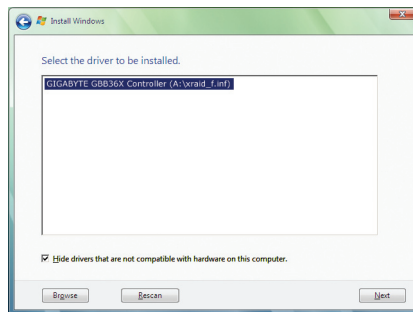 Install Windows
Select the driver to be installed.
GIGABYTE GBB36X Controller (A:\xraid_f.inf)
Hide drivers that are not compatible with hardware on this computer.
Browse Rescan Next